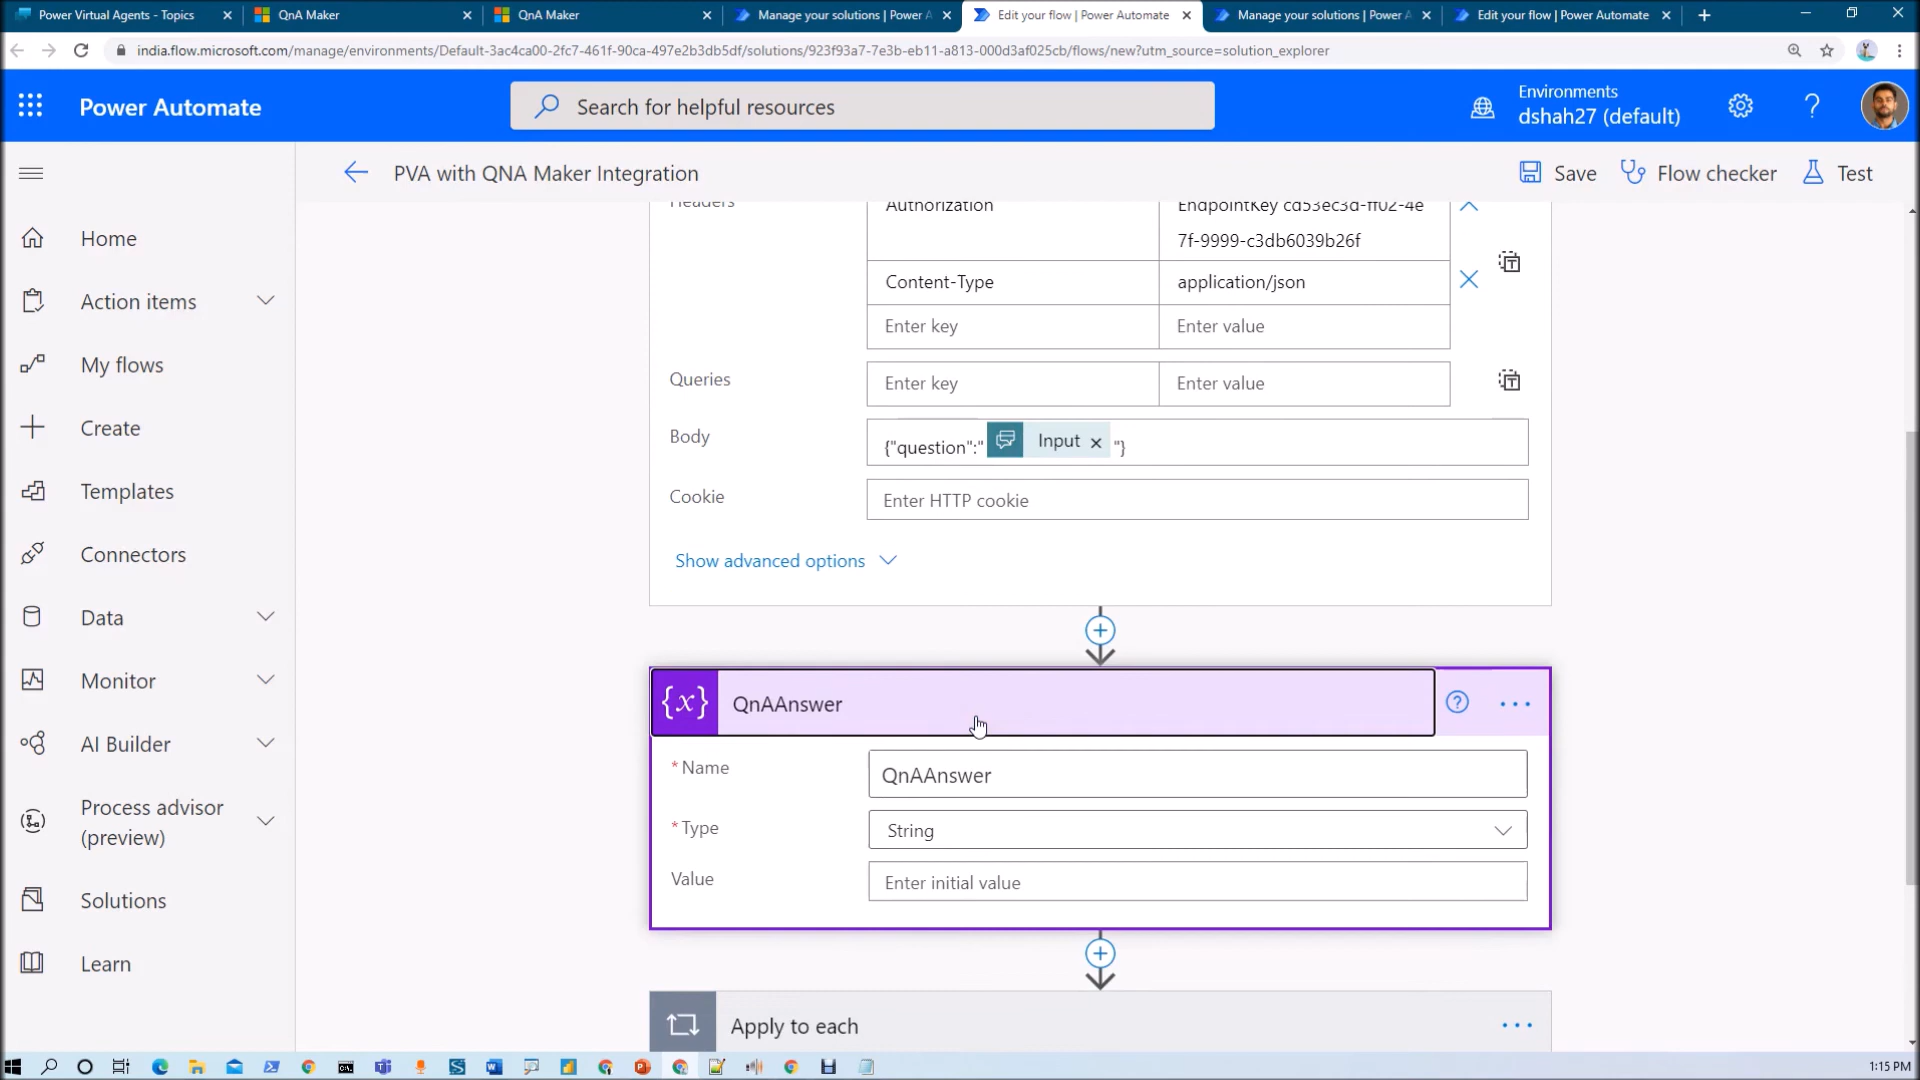 Power Virtual Agents - Topics
QnA Maker
QnA Maker
Manage your solutions | Power A
Edit your flow | Power Automate
Manage your solutions | Power A
Edit your flow | Power Automate
india.flow.microsoft.com/manage/environments/Default-3ac4ca00-2fc7-461f-90ca-497e2b3db5df/solutions/923f93a7-7e3b-eb11-a813-000d3af025cb/flows/new?utm_source=solution_explorer
Power Automate
Search for helpful resources
Environments
dshah27 (default)
PVA with QNA Maker Integration
Save
Flow checker
Test
Home
Action items
My flows
Create
Templates
Connectors
Data
Monitor
AI Builder
Process advisor
(preview)
Solutions
Learn
Headers
Authorization
EndpointKey cd53ec3d-ff02-4e
7f-9999-c3db6039b26f
Content-Type
application/json
Enter key
Enter value
Queries
Enter key
Enter value
Body
{"question":" Input "}
Cookie
Enter HTTP cookie
Show advanced options
{x}
QnAAnswer
* Name
QnAAnswer
* Type
String
Value
Enter initial value
Apply to each
1:15 PM